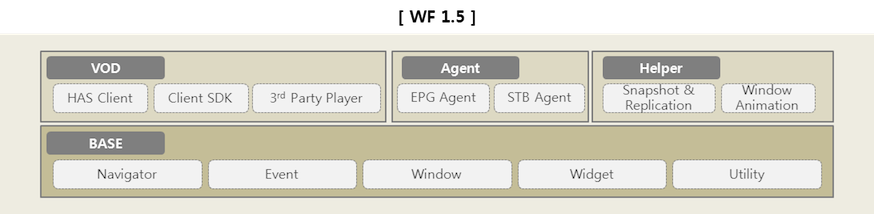 [ WF 1.5 ]
VOD
HAS Client
Client SDK
3rd Party Player
Agent
EPG Agent
STB Agent
Helper
Snapshot &
Replication
Window
Animation
BASE
Navigator
Event
Window
Widget
Utility